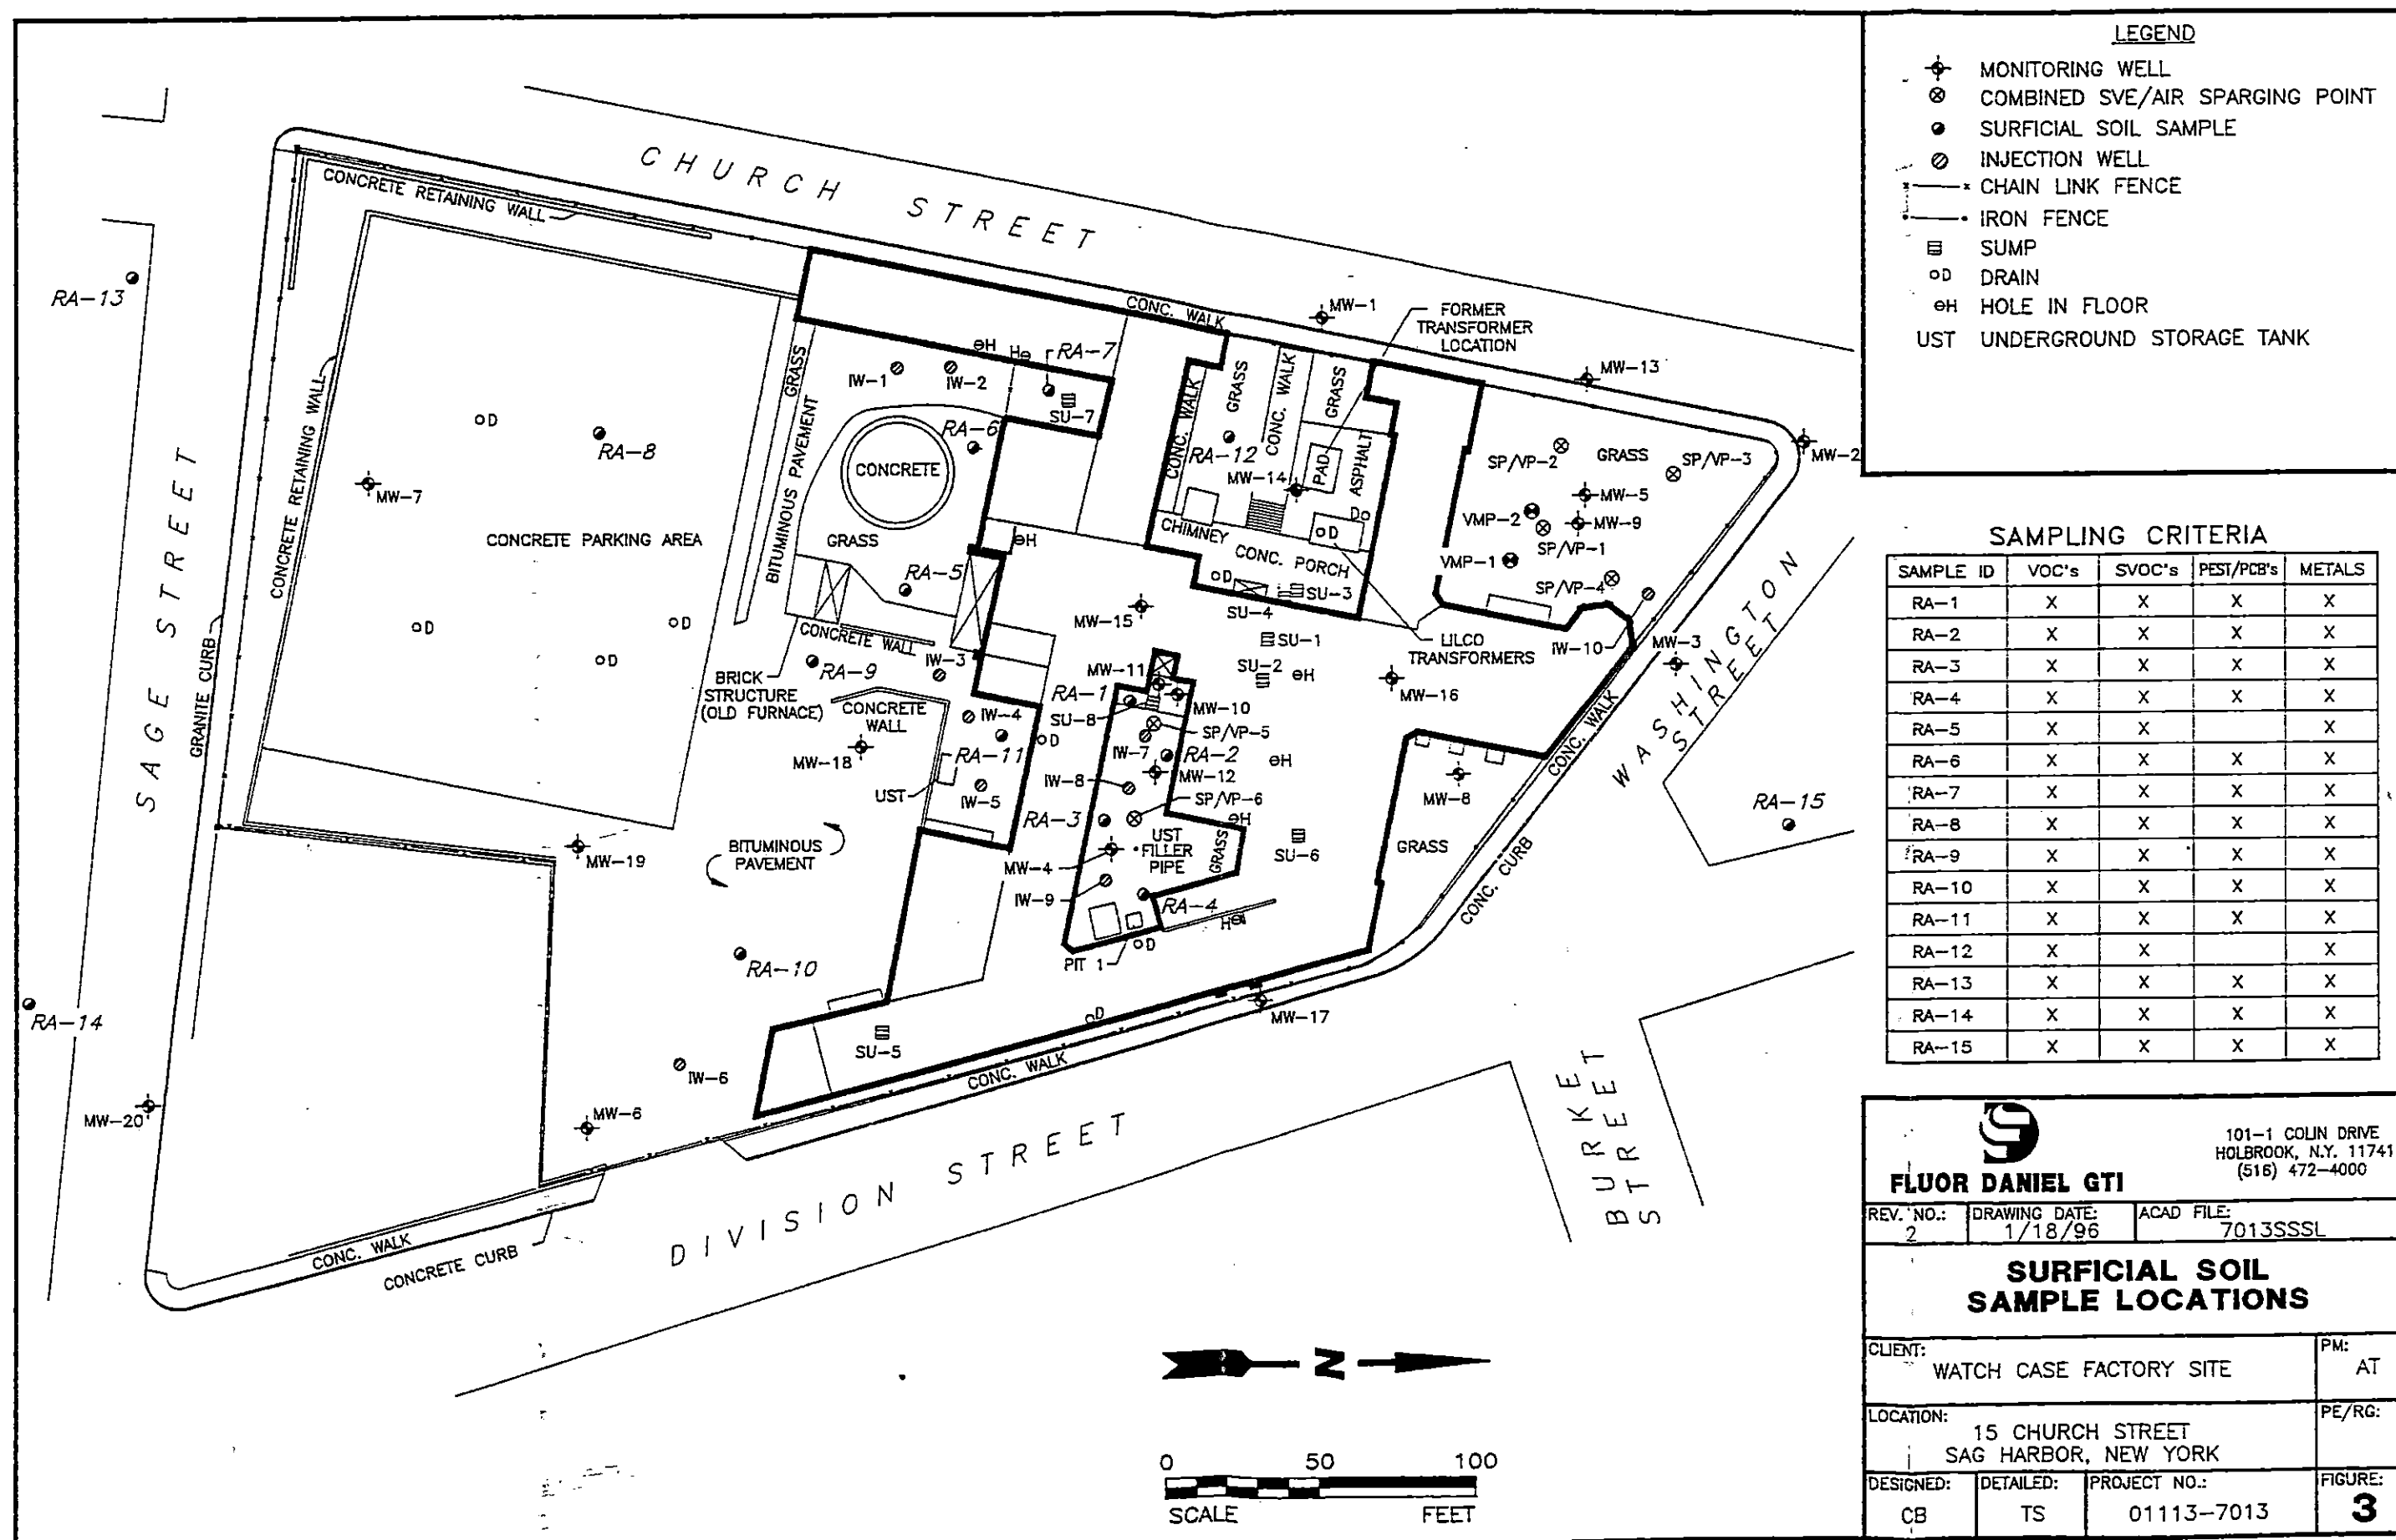 LEGEND
MONITORING WELL
COMBINED SVE/AIR SPARGING POINT
SURFICIAL SOIL SAMPLE
INJECTION WELL
CHAIN LINK FENCE
IRON FENCE
SUMP
D DRAIN
H HOLE IN FLOOR
UST UNDERGROUND STORAGE TANK
CHURCH STREET
CONCRETE RETAINING WALL
RA-13
CONC. WALK
MW-1
FORMER
TRANSFORMER
LOCATION
MW-13
GRASS
H
H
RA-7
IW-1
IW-2
SU-7
CONC. WALK
GRASS
CONC. WALK
GRASS
MW-2
CONCRETE RETAINING WALL
D
RA-8
BITUMINOUS PAVEMENT
RA-6
CONCRETE
RA-12
MW-14
PAD
ASPHALT
SP/VP-2
GRASS
SP/VP-3
MW-7
MW-5
VMP-2
MW-9
SP/VP-1
CONCRETE PARKING AREA
GRASS
H
CHIMNEY
D
D
CONC. PORCH
VMP-1
SP/VP-4
RA-5
D
SU-3
SU-4
SAGE STREET
D
D
D
CONCRETE WALL
MW-15
SU-1
LILCO
TRANSFORMERS
IW-10
MW-3
WASHINGTON
STREET
GRANITE CURB
RA-9
IW-3
BRICK
STRUCTURE
(OLD FURNACE)
CONCRETE
WALL
MW-11
SU-2
H
MW-16
RA-1
MW-10
SU-8
IW-4
SP/VP-5
D
RA-11
IW-7
RA-2
MW-18
MW-12
H
CONC. WALK
UST
IW-5
IW-8
SP/VP-6
MW-8
RA-15
RA-3
H
BITUMINOUS
PAVEMENT
UST
FILLER
PIPE
GRASS
SU-6
GRASS
MW-19
MW-4
IW-9
RA-4
CONC. CURB
H
D
PIT 1
RA-10
RA-14
D
MW-17
SU-5
CONC. WALK
IW-6
MW-20
MW-6
DIVISION STREET
BURKE
STREET
CONC. WALK
CONCRETE CURB
N
0 50 100
SCALE FEET
SAMPLING CRITERIA
SAMPLE ID VOC's SVOC's PEST/PCB's METALS
RA-1 X X X X
RA-2 X X X X
RA-3 X X X X
RA-4 X X X X
RA-5 X X X
RA-6 X X X X
RA-7 X X X X
RA-8 X X X X
RA-9 X X X X
RA-10 X X X X
RA-11 X X X X
RA-12 X X X
RA-13 X X X X
RA-14 X X X X
RA-15 X X X X
101-1 COLIN DRIVE
HOLBROOK, N.Y. 11741
(516) 472-4000
FLUOR DANIEL GTI
REV. NO.: DRAWING DATE: ACAD FILE:
2 1/18/96 7013SSSL
SURFICIAL SOIL
SAMPLE LOCATIONS
CLIENT: PM:
WATCH CASE FACTORY SITE AT
LOCATION: PE/RG:
15 CHURCH STREET
SAG HARBOR, NEW YORK
DESIGNED: DETAILED: PROJECT NO.: FIGURE:
CB TS 01113-7013 3